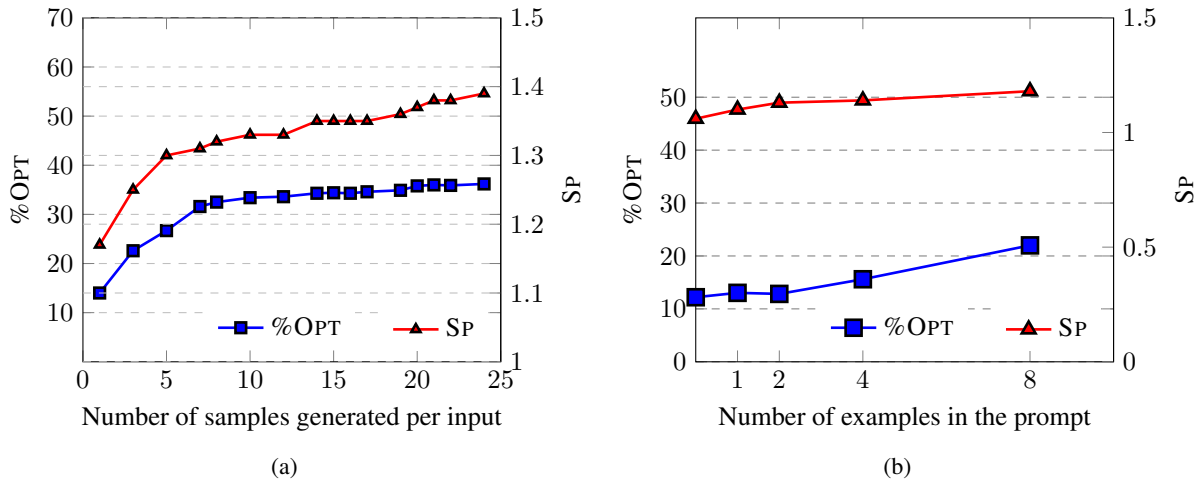 70
60
50
40
30
20
10
%OPT
1.5
1.4
1.3
1.2
1.1
1
SP
%OPT
SP
0
5
10
15
20
25
Number of samples generated per input
(a)
50
40
30
20
10
0
%OPT
1.5
1
0.5
0
SP
%OPT
SP
1
2
4
8
Number of examples in the prompt
(b)